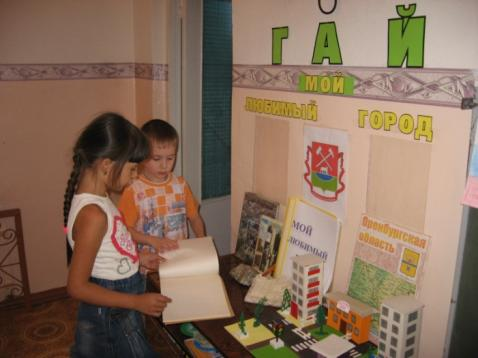 ГАЙ
МОЙ
ЛЮБИМЫЙ ГОРОД
МОЙ
ЛЮБИМЫЙ
Оренбургская
область